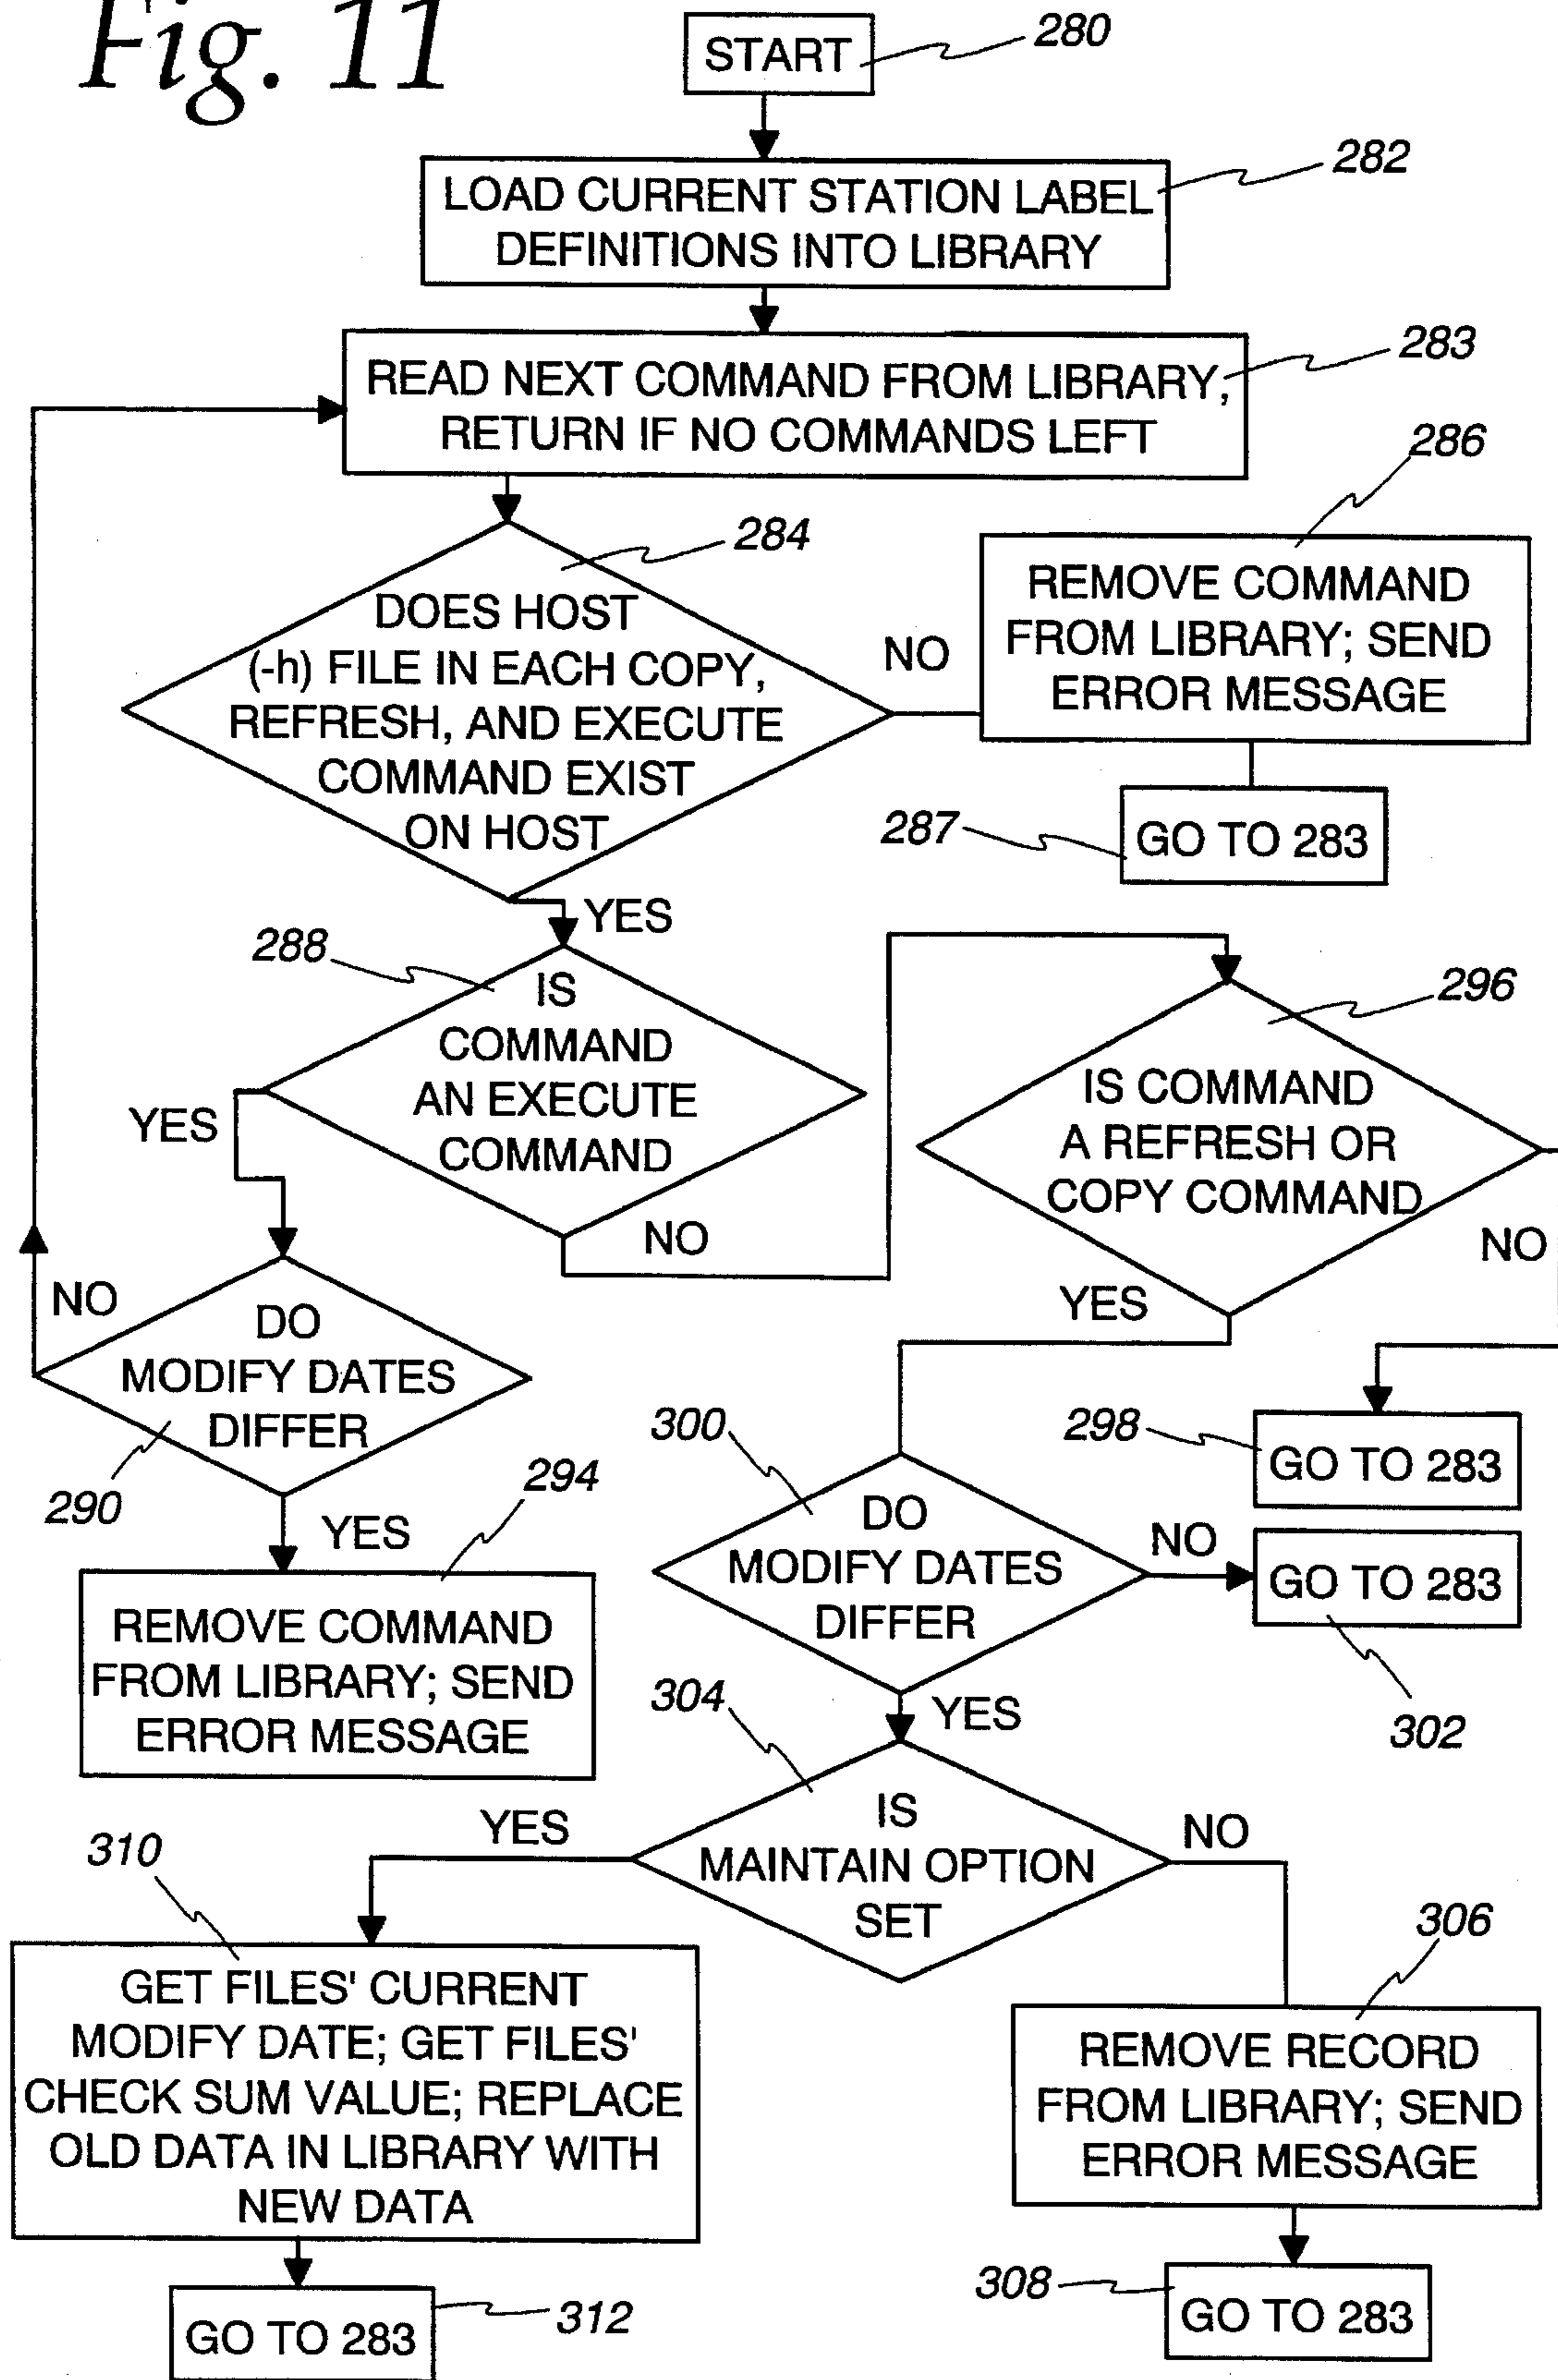 Fig. 11
START
280
LOAD CURRENT STATION LABEL
DEFINITIONS INTO LIBRARY
282
READ NEXT COMMAND FROM LIBRARY,
RETURN IF NO COMMANDS LEFT
283
284
DOES HOST
(-h) FILE IN EACH COPY,
REFRESH, AND EXECUTE
COMMAND EXIST
ON HOST
NO
286
REMOVE COMMAND
FROM LIBRARY; SEND
ERROR MESSAGE
287
GO TO 283
YES
288
IS
COMMAND
AN EXECUTE
COMMAND
YES
NO
296
IS COMMAND
A REFRESH OR
COPY COMMAND
NO
YES
NO
DO
MODIFY DATES
DIFFER
290
YES
294
REMOVE COMMAND
FROM LIBRARY; SEND
ERROR MESSAGE
298
GO TO 283
300
DO
MODIFY DATES
DIFFER
NO
GO TO 283
302
YES
304
IS
MAINTAIN OPTION
SET
YES
NO
310
GET FILES' CURRENT
MODIFY DATE; GET FILES'
CHECK SUM VALUE; REPLACE
OLD DATA IN LIBRARY WITH
NEW DATA
306
REMOVE RECORD
FROM LIBRARY; SEND
ERROR MESSAGE
308
GO TO 283
GO TO 283
312